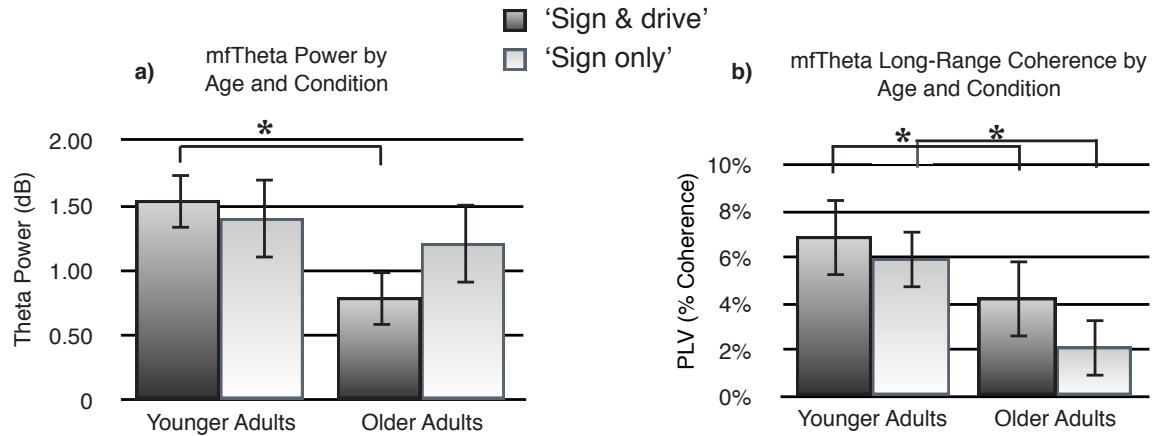 ‘Sign & drive’
‘Sign only’
a)
mfTheta Power by
Age and Condition
*
Theta Power (dB)
2.00
1.50
1.00
0.50
0
Younger Adults
Older Adults
b)
mfTheta Long-Range Coherence by
Age and Condition
* *
PLV (% Coherence)
10%
8%
6%
4%
2%
0%
Younger Adults
Older Adults